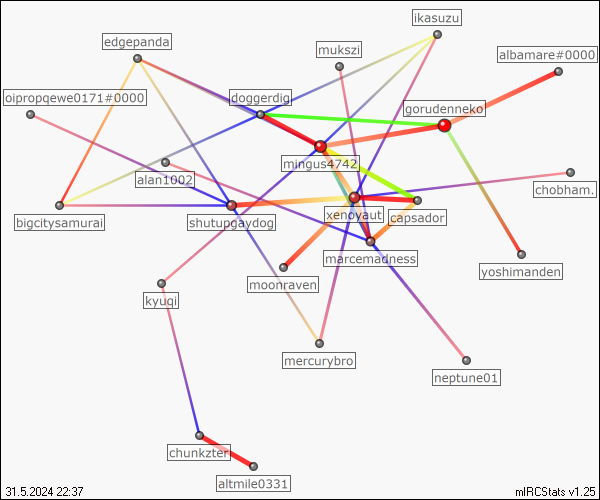 ikasuzu
edgepanda
mukszi
albamare#0000
oipropqewe0171#0000
doggerdig
gorudenneko
mingus4742
alan1002
chobham.
bigcitysamurai
shutupgaydog
xenoyaut
capsador
marcemadness
yoshimanden
moonraven
kyuqi
mercurybro
neptune01
chunkzter
altmile0331
31.5.2024 22:37
mIRCStats v1.25